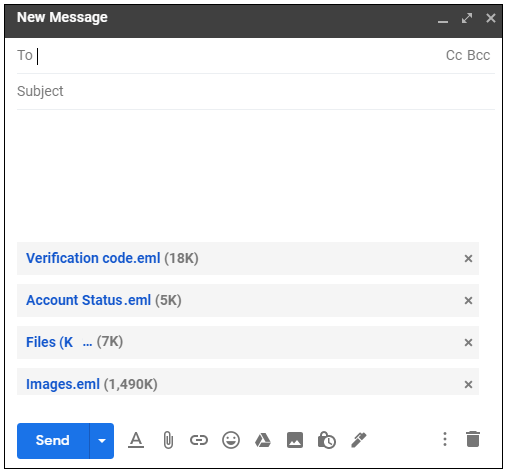 New Message
To Cc Bcc
Subject
Verification code.eml (18K)
Account Status.eml (5K)
Files (K ... (7K)
Images.eml (1,490K)
Send